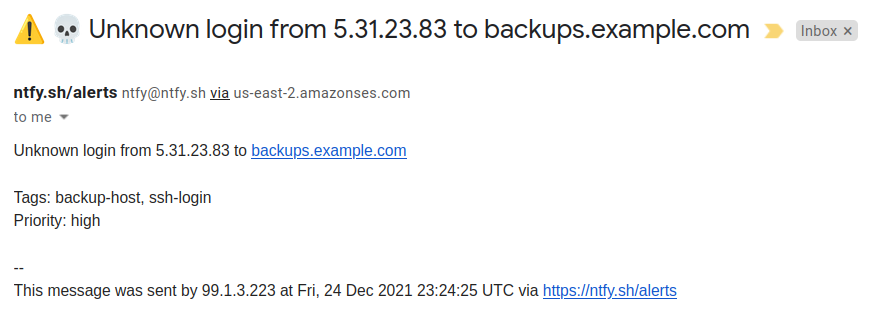 ⚠️ 💀 Unknown login from 5.31.23.83 to backups.example.com Inbox ×
ntfy.sh/alerts ntfy@ntfy.sh via us-east-2.amazonses.com
to me
Unknown login from 5.31.23.83 to backups.example.com
Tags: backup-host, ssh-login
Priority: high
--
This message was sent by 99.1.3.223 at Fri, 24 Dec 2021 23:24:25 UTC via https://ntfy.sh/alerts